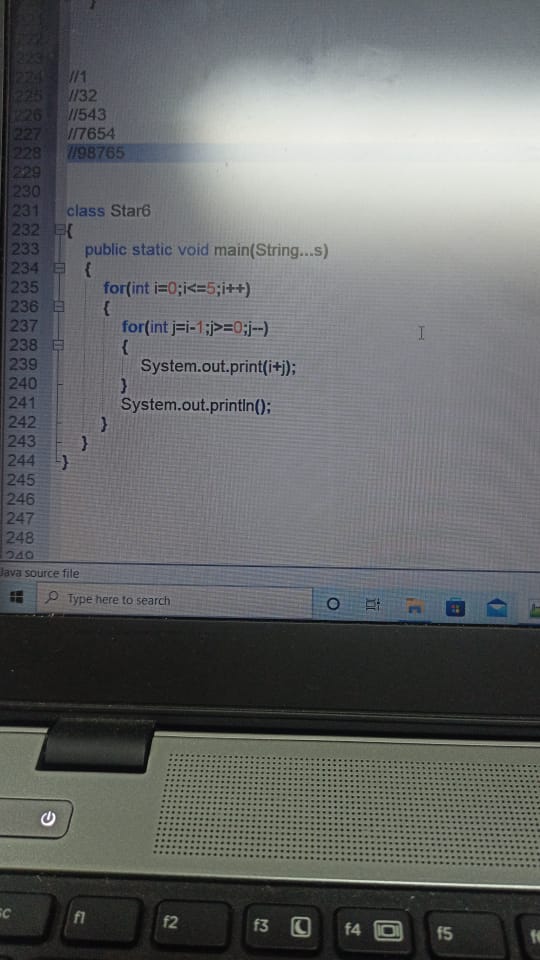 }
222
223
224 //1
225 //32
226 //543
227 //7654
228 //98765
229
230
231 class Star6
232 {
233 public static void main(String...s)
234 {
235 for(int i=0;i<=5;i++)
236 {
237 for(int j=i-1;j>=0;j--)
238 {
239 System.out.print(i+j);
240 }
241 System.out.println();
242 }
243 }
244 }
245
246
247
248
249
Java source file
Type here to search
f1
f2
f3
f4
f5